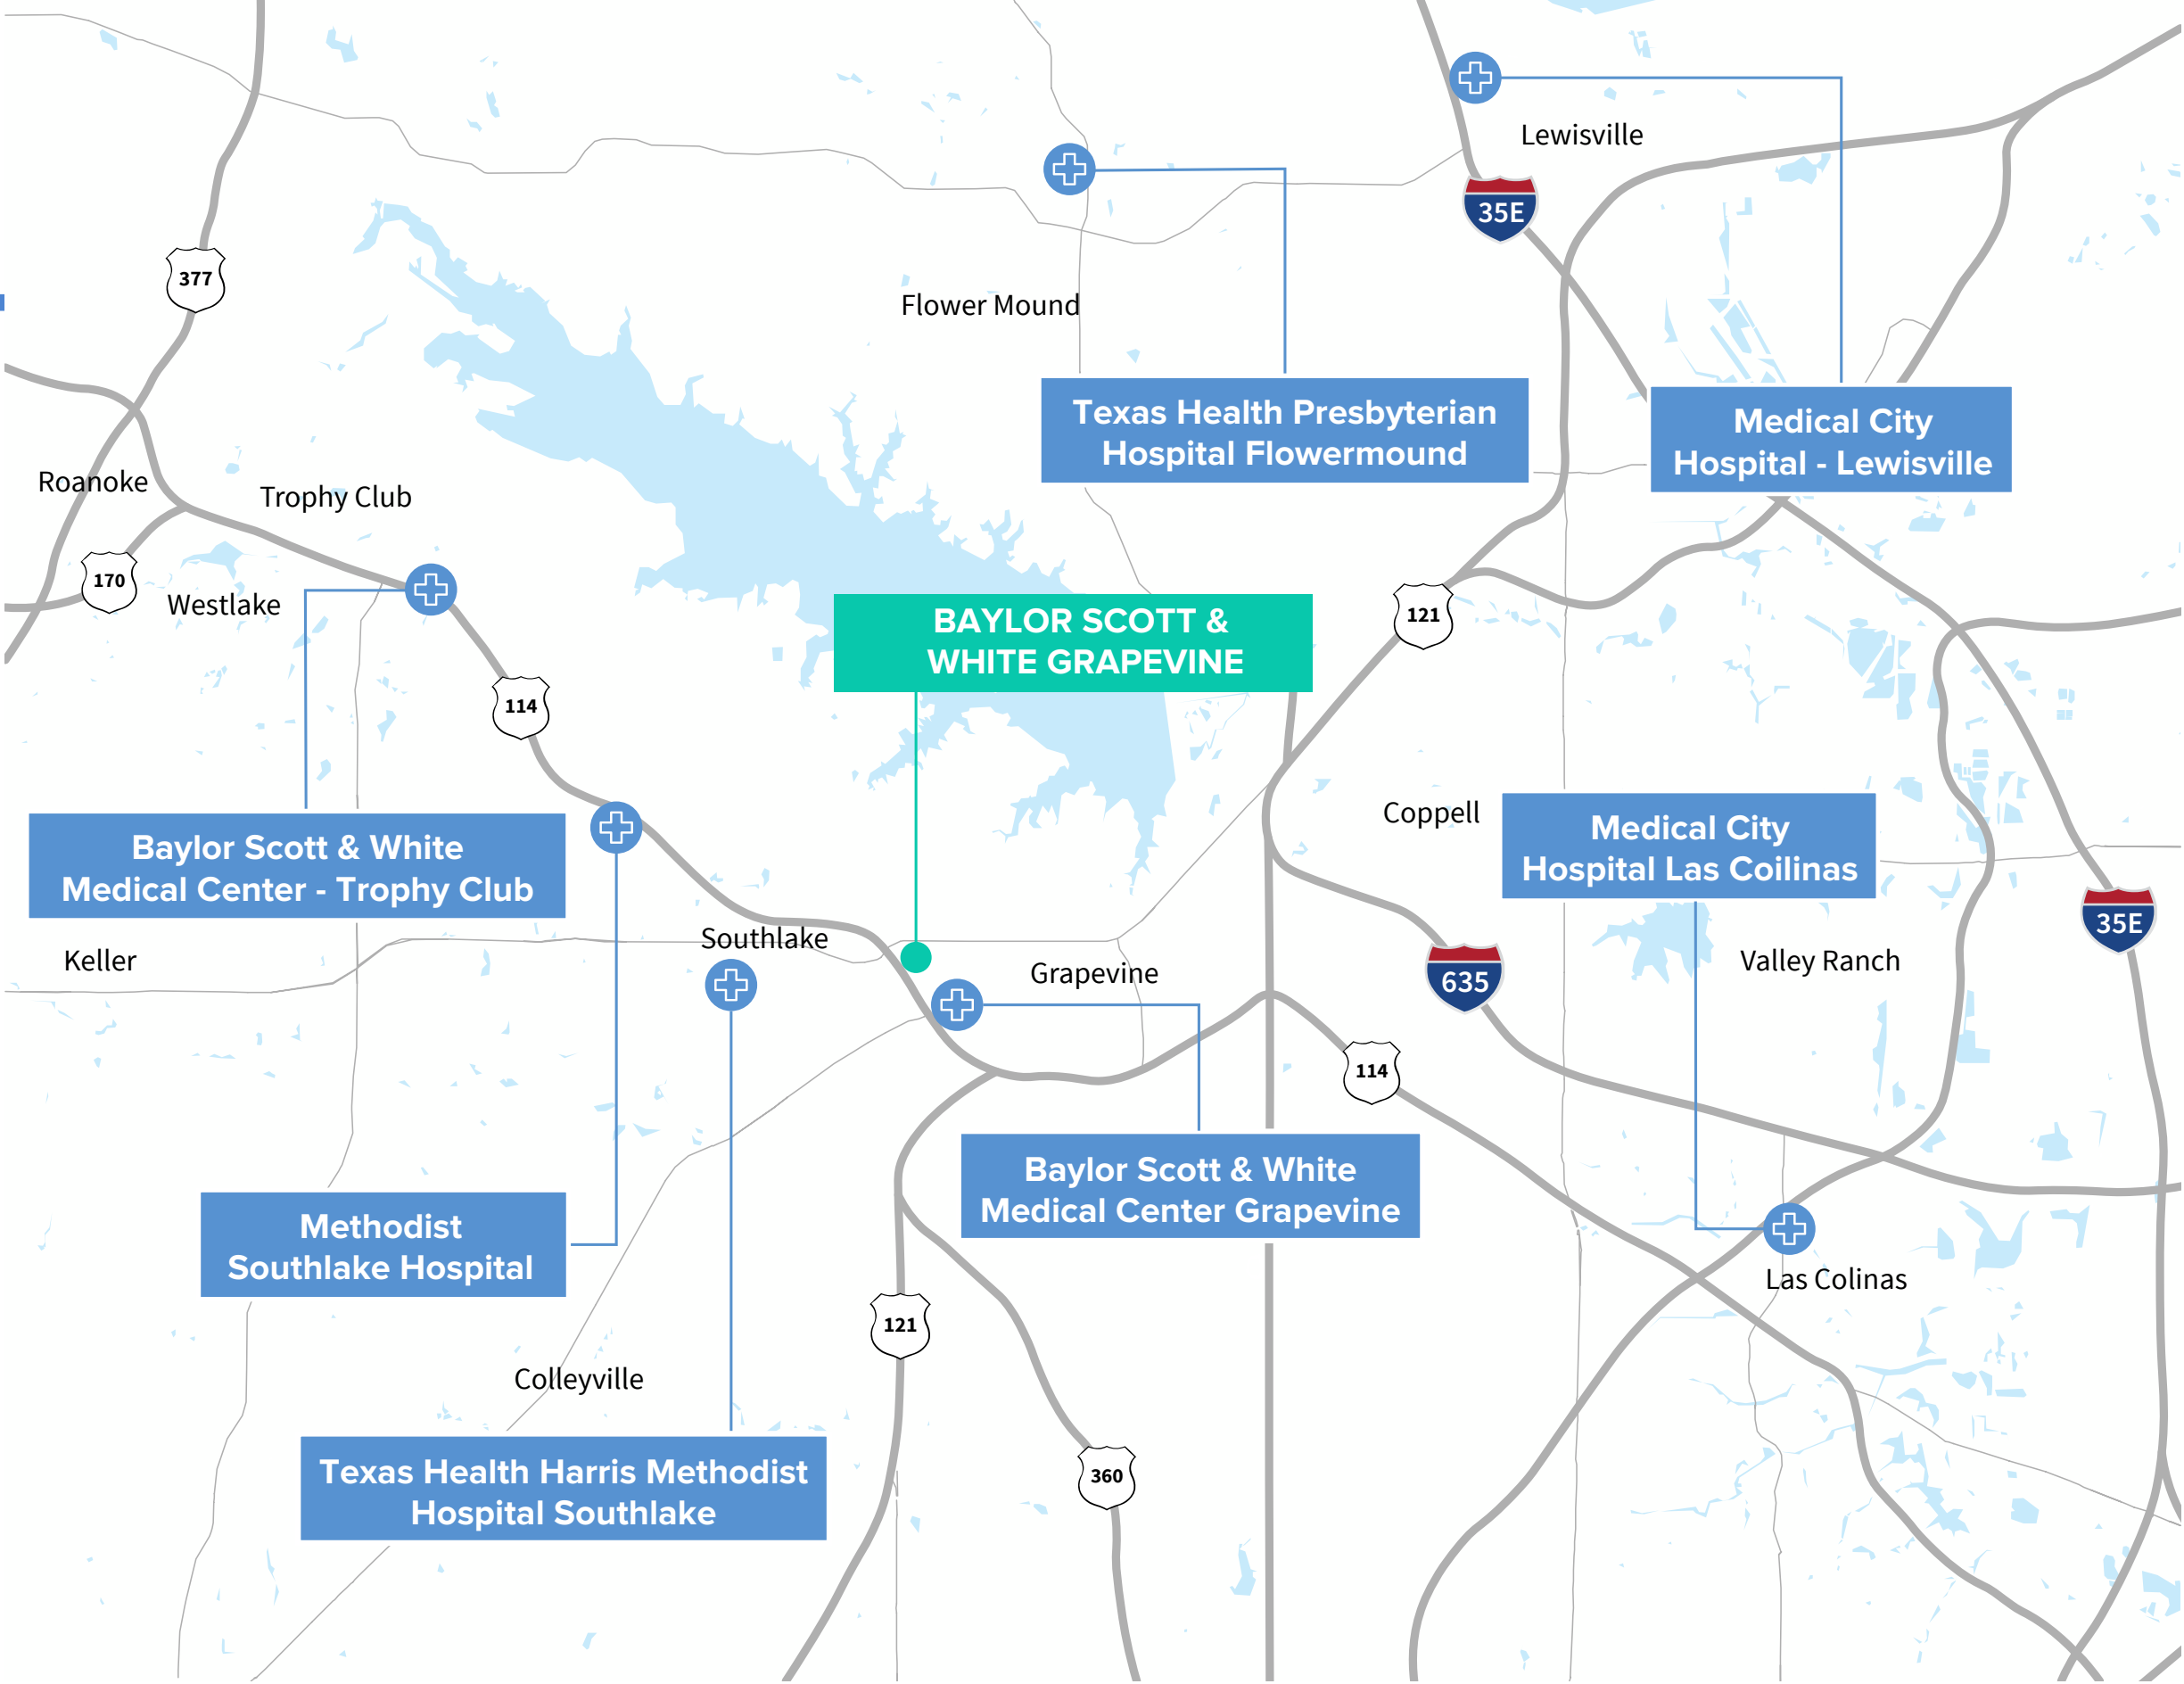 Lewisville
35E
377
Flower Mound
Texas Health Presbyterian
Hospital Flowermound
Medical City
Hospital - Lewisville
Roanoke
Trophy Club
170
Westlake
121
BAYLOR SCOTT &
WHITE GRAPEVINE
114
Coppell
Medical City
Hospital Las Coilinas
Baylor Scott & White
Medical Center - Trophy Club
35E
Southlake
Keller
Valley Ranch
Grapevine
635
114
Baylor Scott & White
Medical Center Grapevine
Methodist
Southlake Hospital
Las Colinas
121
Colleyville
Texas Health Harris Methodist
Hospital Southlake
360